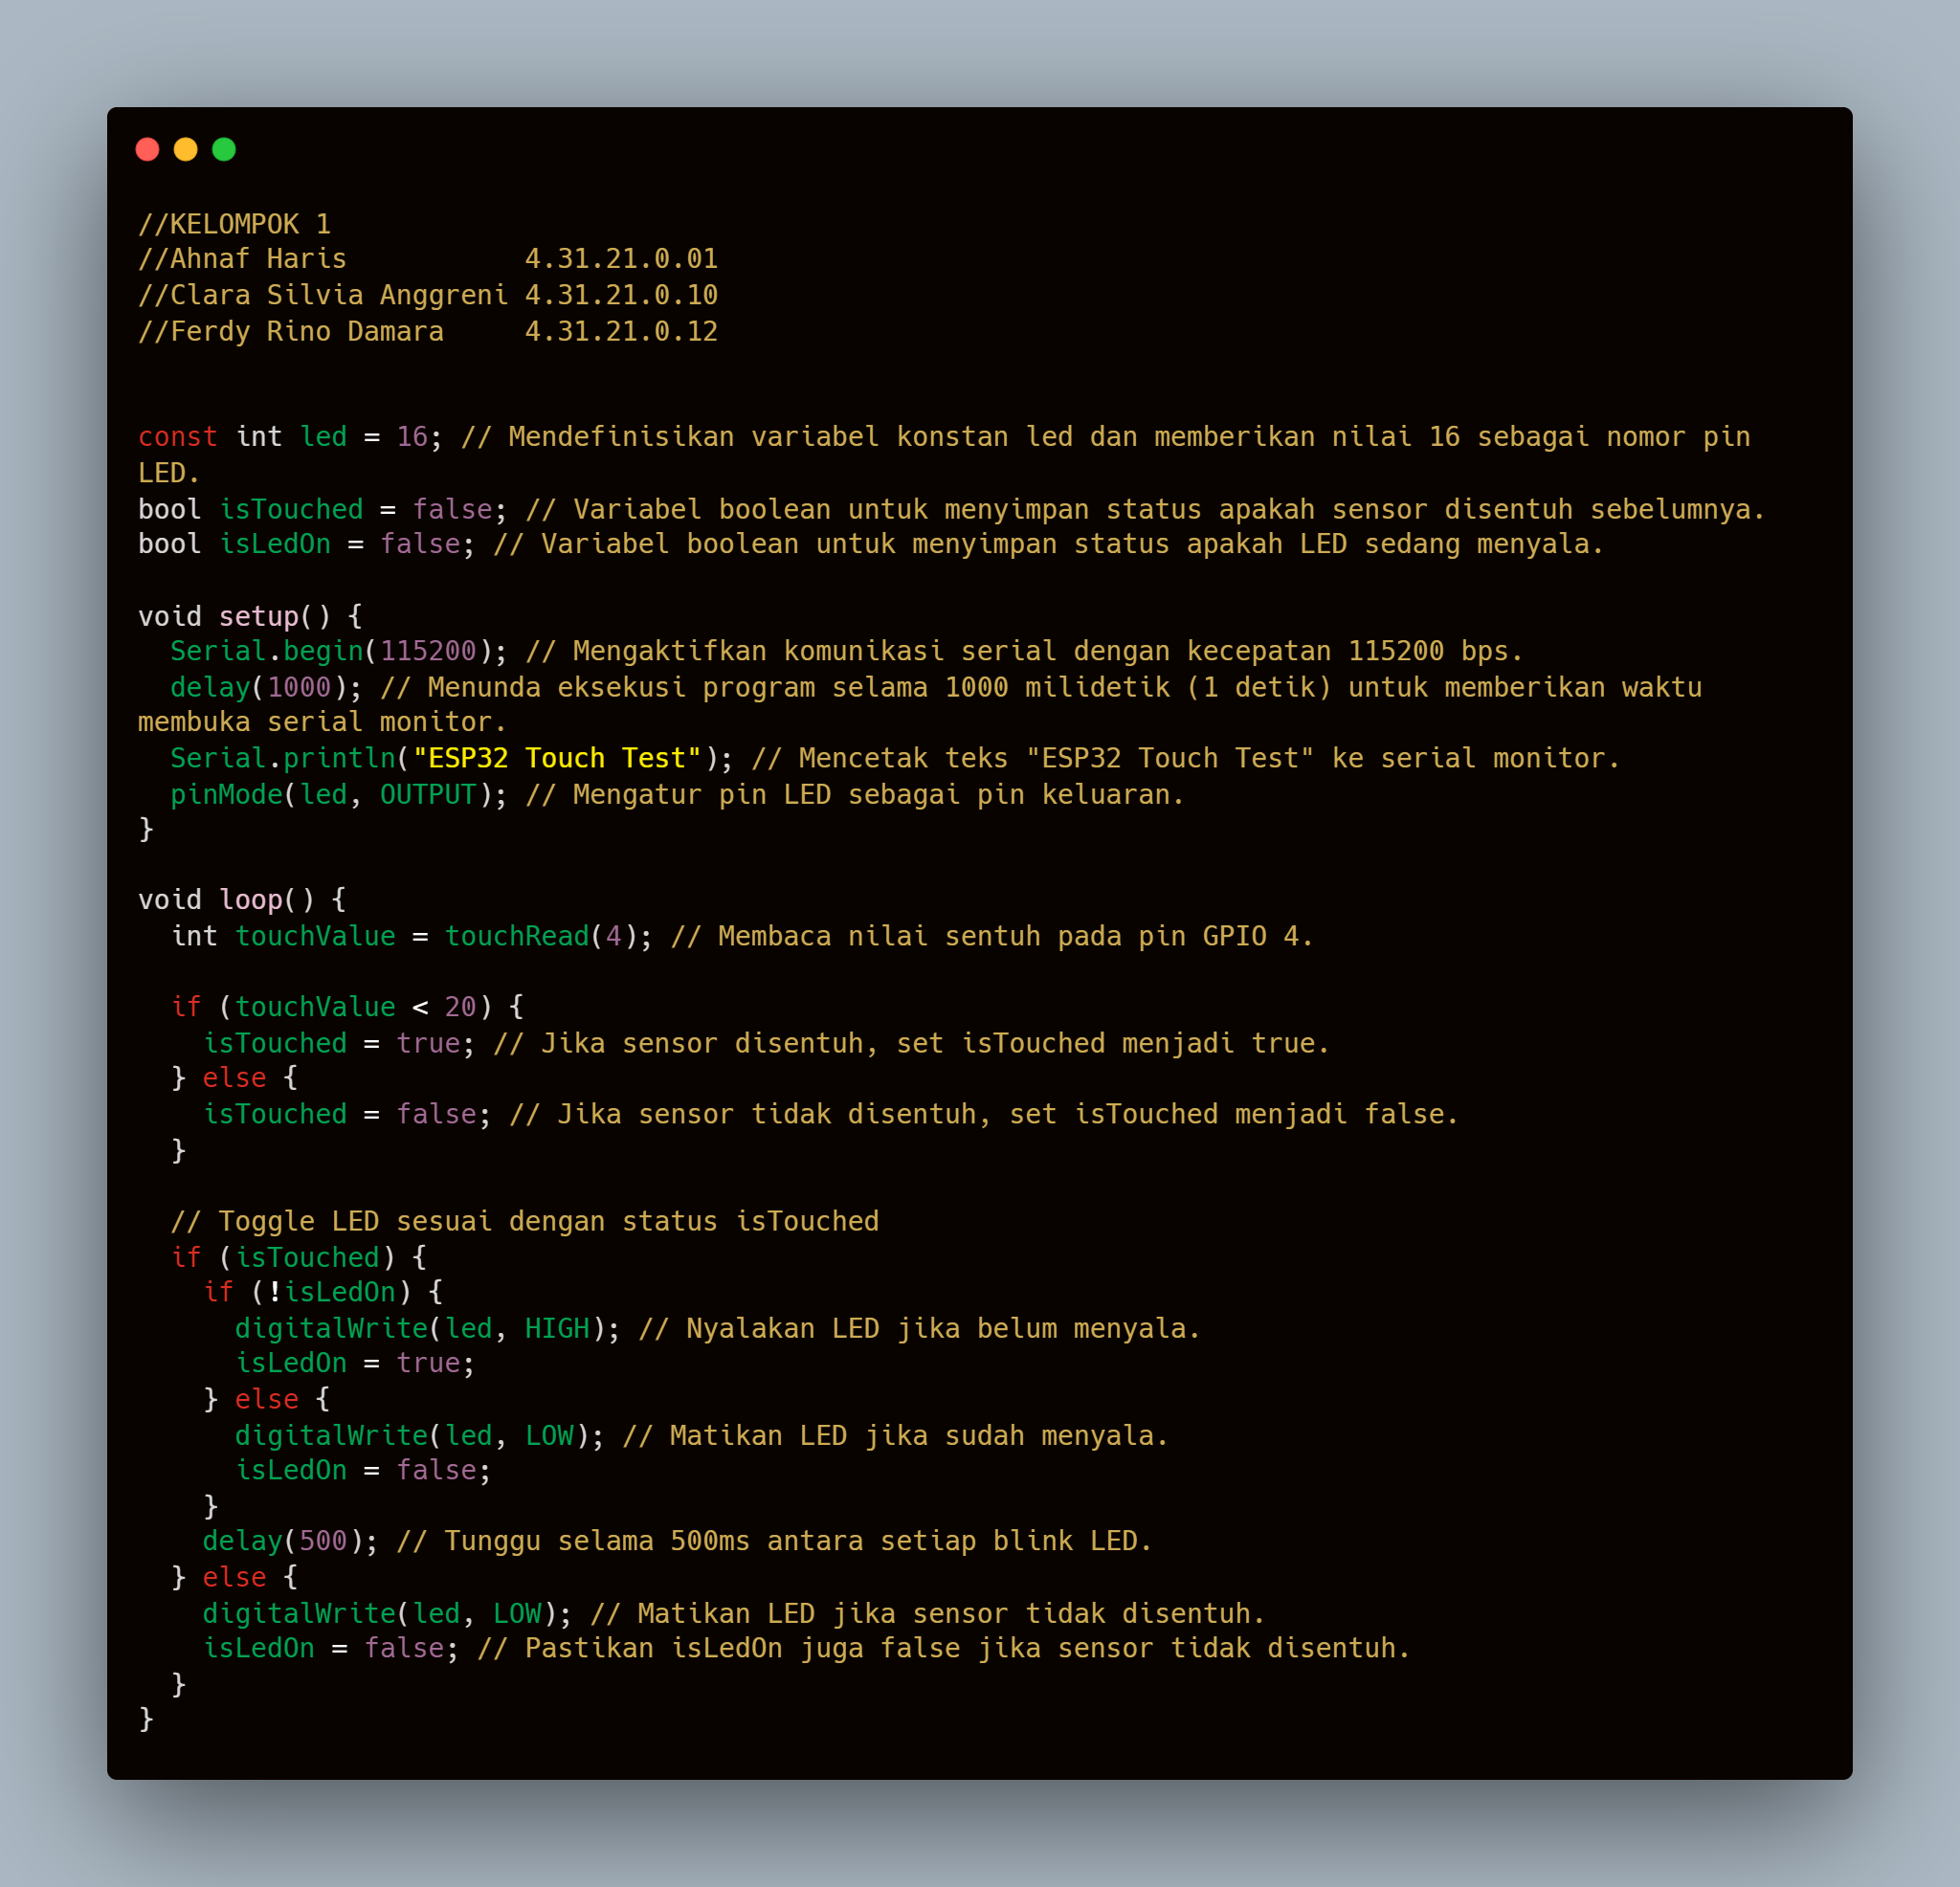 //KELOMPOK 1
//Ahnaf Haris           4.31.21.0.01
//Clara Silvia Anggreni 4.31.21.0.10
//Ferdy Rino Damara     4.31.21.0.12
const int led = 16; // Mendefinisikan variabel konstan led dan memberikan nilai 16 sebagai nomor pin
LED.
bool isTouched = false; // Variabel boolean untuk menyimpan status apakah sensor disentuh sebelumnya.
bool isLedOn = false; // Variabel boolean untuk menyimpan status apakah LED sedang menyala.
void setup() {
  Serial.begin(115200); // Mengaktifkan komunikasi serial dengan kecepatan 115200 bps.
  delay(1000); // Menunda eksekusi program selama 1000 milidetik (1 detik) untuk memberikan waktu
membuka serial monitor.
  Serial.println("ESP32 Touch Test"); // Mencetak teks "ESP32 Touch Test" ke serial monitor.
  pinMode(led, OUTPUT); // Mengatur pin LED sebagai pin keluaran.
}
void loop() {
  int touchValue = touchRead(4); // Membaca nilai sentuh pada pin GPIO 4.
  if (touchValue < 20) {
    isTouched = true; // Jika sensor disentuh, set isTouched menjadi true.
  } else {
    isTouched = false; // Jika sensor tidak disentuh, set isTouched menjadi false.
  }
  // Toggle LED sesuai dengan status isTouched
  if (isTouched) {
    if (!isLedOn) {
      digitalWrite(led, HIGH); // Nyalakan LED jika belum menyala.
      isLedOn = true;
    } else {
      digitalWrite(led, LOW); // Matikan LED jika sudah menyala.
      isLedOn = false;
    }
    delay(500); // Tunggu selama 500ms antara setiap blink LED.
  } else {
    digitalWrite(led, LOW); // Matikan LED jika sensor tidak disentuh.
    isLedOn = false; // Pastikan isLedOn juga false jika sensor tidak disentuh.
  }
}